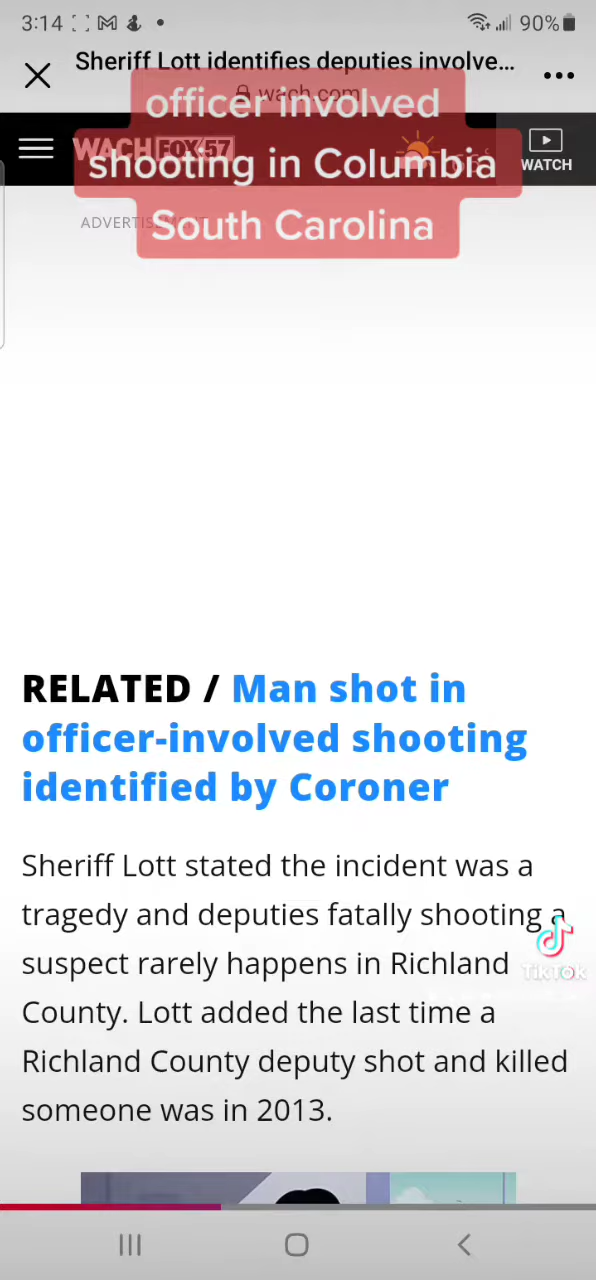 3:14 90%
Sheriff Lott identifies deputies involve...
wach.com
officer involved
shooting in Columbia
South Carolina
WACH FOX 57
WATCH
ADVERTISEMENT
RELATED / Man shot in
officer-involved shooting
identified by Coroner
Sheriff Lott stated the incident was a
tragedy and deputies fatally shooting a
suspect rarely happens in Richland
County. Lott added the last time a
Richland County deputy shot and killed
someone was in 2013.
TikTok